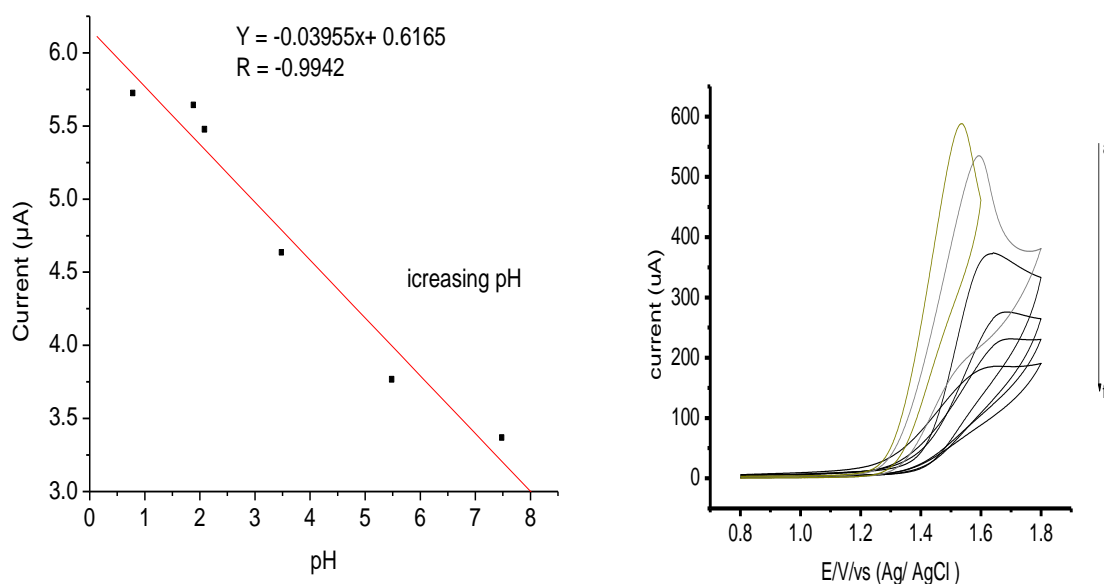 Y = -0.03955x+ 0.6165
R = -0.9942
6.0
5.5
5.0
4.5
4.0
3.5
3.0
Current (µA)
icreasing pH
0 1 2 3 4 5 6 7 8
pH
600
500
400
300
200
100
0
current (uA)
0.8 1.0 1.2 1.4 1.6 1.8
E/V/vs (Ag/ AgCl )